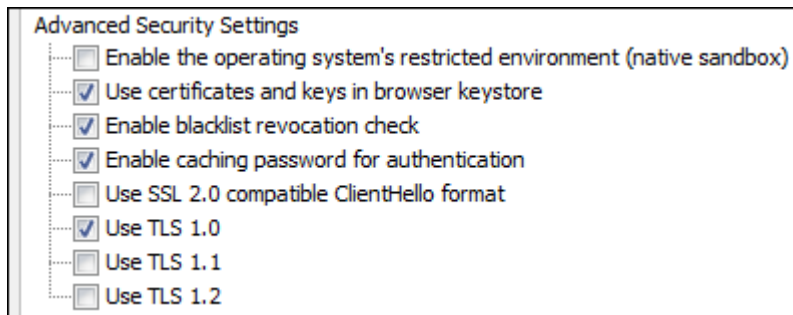 Advanced Security Settings
Enable the operating system's restricted environment (native sandbox)
Use certificates and keys in browser keystore
Enable blacklist revocation check
Enable caching password for authentication
Use SSL 2.0 compatible ClientHello format
Use TLS 1.0
Use TLS 1.1
Use TLS 1.2